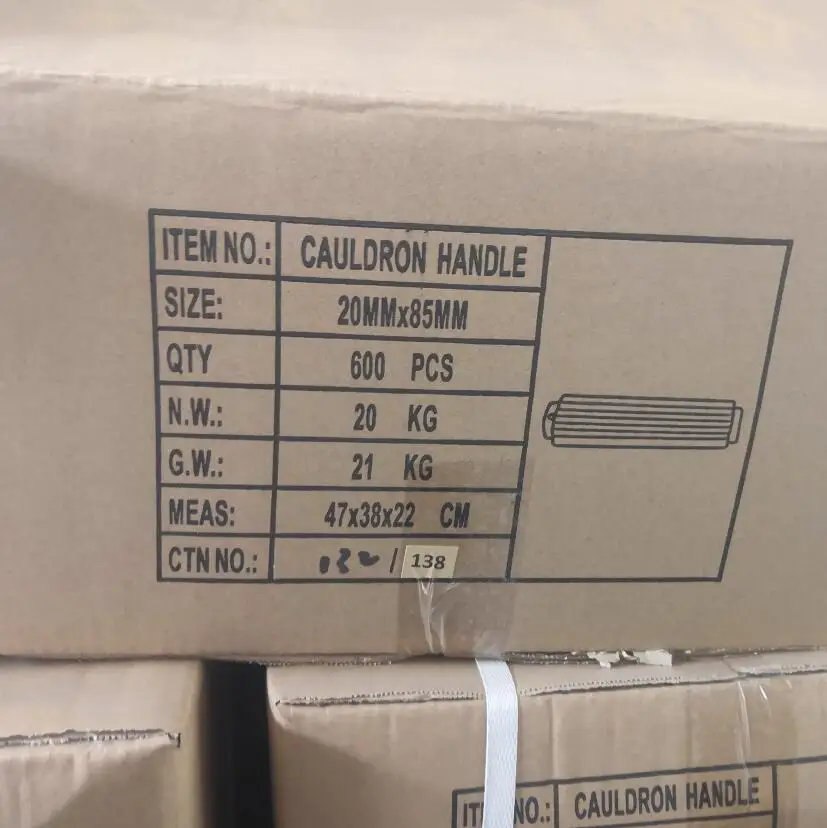 ITEM NO.: CAULDRON HANDLE
SIZE: 20MMx85MM
QTY 600 PCS
N.W.: 20 KG
G.W.: 21 KG
MEAS: 47x38x22 CM
CTN NO.: / 138
NO.: CAULDRON HANDLE